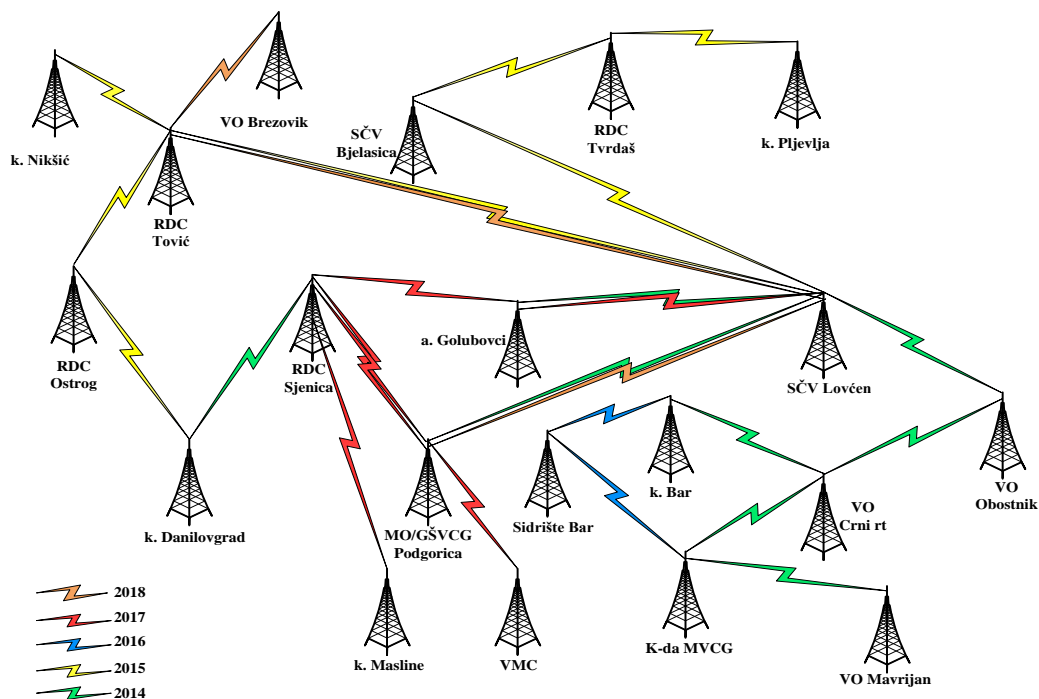 VO Brezovik
k. Nikšić
SČV
Bjelasica
RDC
Tvrdaš
k. Pljevlja
RDC
Tović
RDC
Ostrog
RDC
Sjenica
a. Golubovci
SČV Lovćen
k. Danilovgrad
MO/GŠVCG
Podgorica
Sidrište Bar
k. Bar
VO
Crni rt
VO
Obostnik
k. Masline
VMC
K-da MVCG
VO Mavrijan
2018
2017
2016
2015
2014